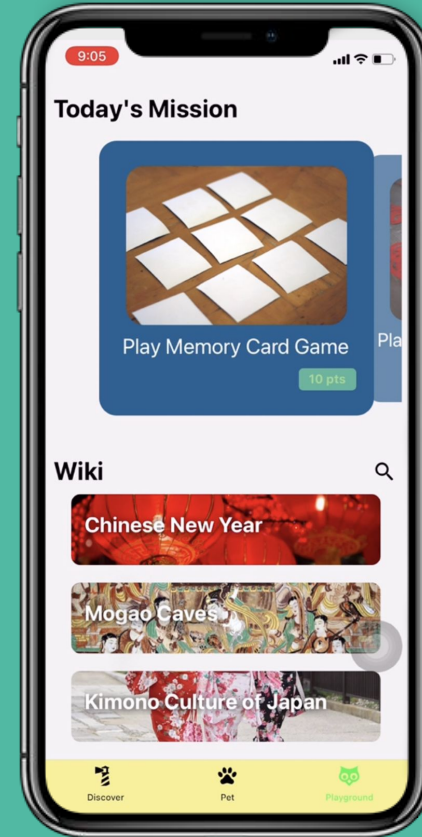 9:05
Today's Mission
Play Memory Card Game
Pla
10 pts
Wiki
Chinese New Year
Mogao Caves
Kimono Culture of Japan
Discover
Pet
Playground